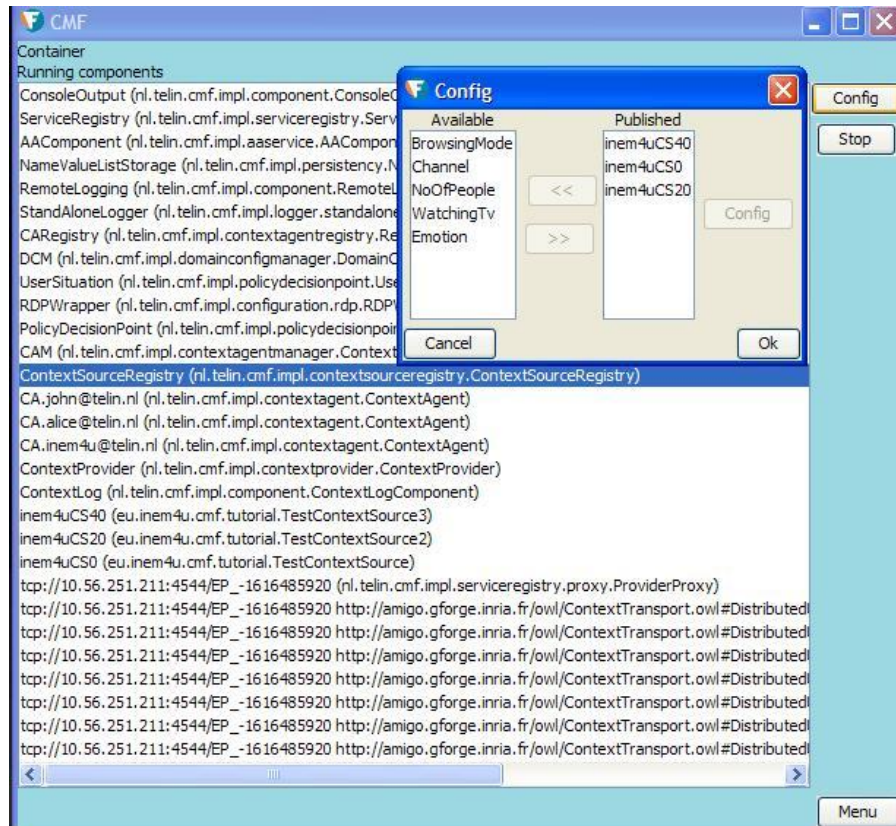 CMF
Container
Running components
ConsoleOutput (nl.telin.cmf.impl.component.Console
ServiceRegistry (nl.telin.cmf.impl.serviceregistry.Serv
AAComponent (nl.telin.cmf.impl.aaservice.AACompon
NameValueListStorage (nl.telin.cmf.impl.persistency.N
RemoteLogging (nl.telin.cmf.impl.component.RemoteL
StandAloneLogger (nl.telin.cmf.impl.logger.standalone
CARegistry (nl.telin.cmf.impl.contextagentregistry.Re
DCM (nl.telin.cmf.impl.domainconfigmanager.DomainC
UserSituation (nl.telin.cmf.impl.policydecisionpoint.Use
RDPWrapper (nl.telin.cmf.impl.configuration.rdp.RDPW
PolicyDecisionPoint (nl.telin.cmf.impl.policydecisionpoin
CAM (nl.telin.cmf.impl.contextagentmanager.Context
ContextSourceRegistry (nl.telin.cmf.impl.contextsourceregistry.ContextSourceRegistry)
CA.john@telin.nl (nl.telin.cmf.impl.contextagent.ContextAgent)
CA.alice@telin.nl (nl.telin.cmf.impl.contextagent.ContextAgent)
CA.inem4u@telin.nl (nl.telin.cmf.impl.contextagent.ContextAgent)
ContextProvider (nl.telin.cmf.impl.contextprovider.ContextProvider)
ContextLog (nl.telin.cmf.impl.component.ContextLogComponent)
inem4uCS40 (eu.inem4u.cmf.tutorial.TestContextSource3)
inem4uCS20 (eu.inem4u.cmf.tutorial.TestContextSource2)
inem4uCS0 (eu.inem4u.cmf.tutorial.TestContextSource)
tcp://10.56.251.211:4544/EP_-1616485920 (nl.telin.cmf.impl.serviceregistry.proxy.ProviderProxy)
tcp://10.56.251.211:4544/EP_-1616485920 http://amigo.gforge.inria.fr/owl/ContextTransport.owl#Distributed
tcp://10.56.251.211:4544/EP_-1616485920 http://amigo.gforge.inria.fr/owl/ContextTransport.owl#Distributed
tcp://10.56.251.211:4544/EP_-1616485920 http://amigo.gforge.inria.fr/owl/ContextTransport.owl#Distributed
tcp://10.56.251.211:4544/EP_-1616485920 http://amigo.gforge.inria.fr/owl/ContextTransport.owl#Distributed
tcp://10.56.251.211:4544/EP_-1616485920 http://amigo.gforge.inria.fr/owl/ContextTransport.owl#Distributed
tcp://10.56.251.211:4544/EP_-1616485920 http://amigo.gforge.inria.fr/owl/ContextTransport.owl#Distributed
tcp://10.56.251.211:4544/EP_-1616485920 http://amigo.gforge.inria.fr/owl/ContextTransport.owl#Distributed
Config
Available
BrowsingMode
Channel
NoOfPeople
WatchingTv
Emotion
<<
>>
Published
inem4uCS40
inem4uCS0
inem4uCS20
Config
Cancel
Ok
Config
Stop
Menu